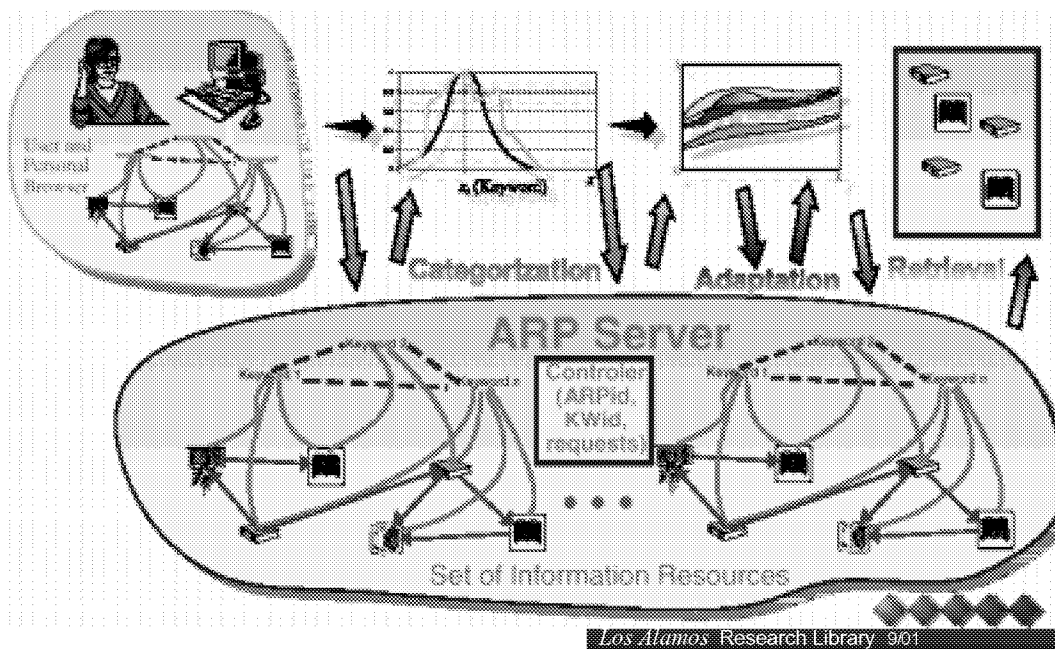 User and
Personal
Browser
x
(Keyword)
Categorization
Adaptation
Retrieval
ARP Server
Keyword 1
Keyword 2
Keyword n
Controler
(ARPid,
KWid,
requests)
Keyword 1
Keyword 2
Keyword n
• • •
Set of Information Resources
Los Alamos Research Library 9/01